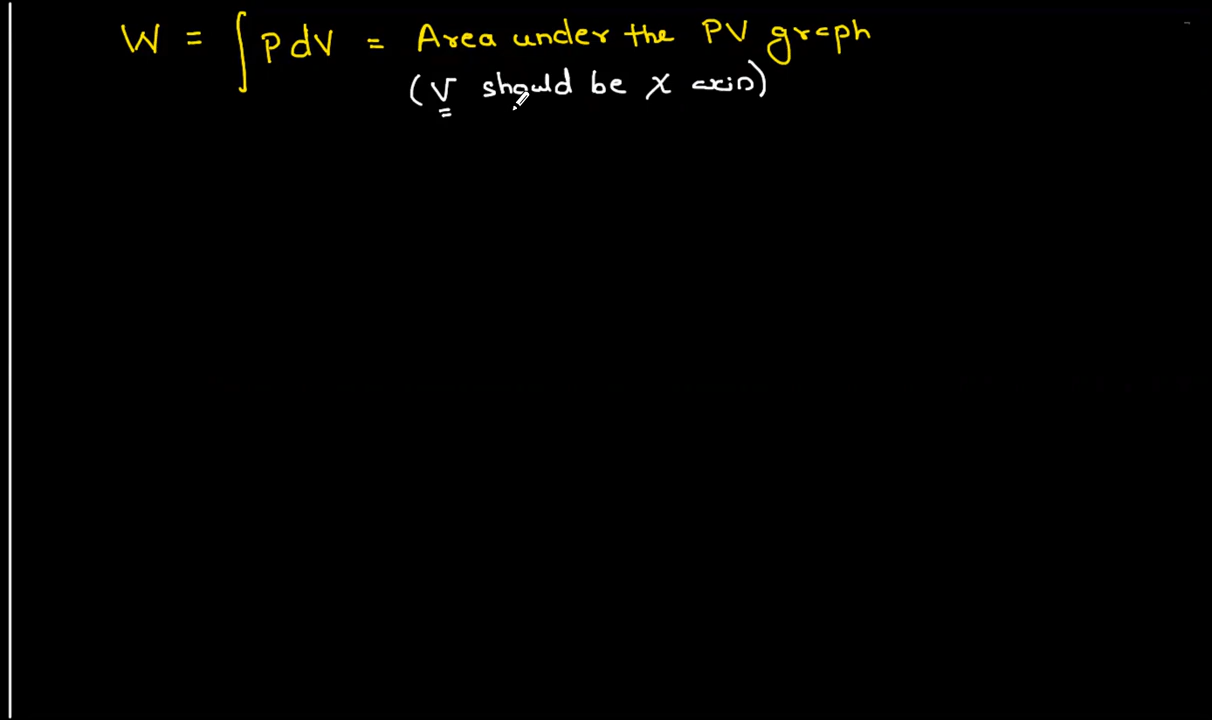 W = ∫ P dV = Area under the PV graph
(V should be X axis)